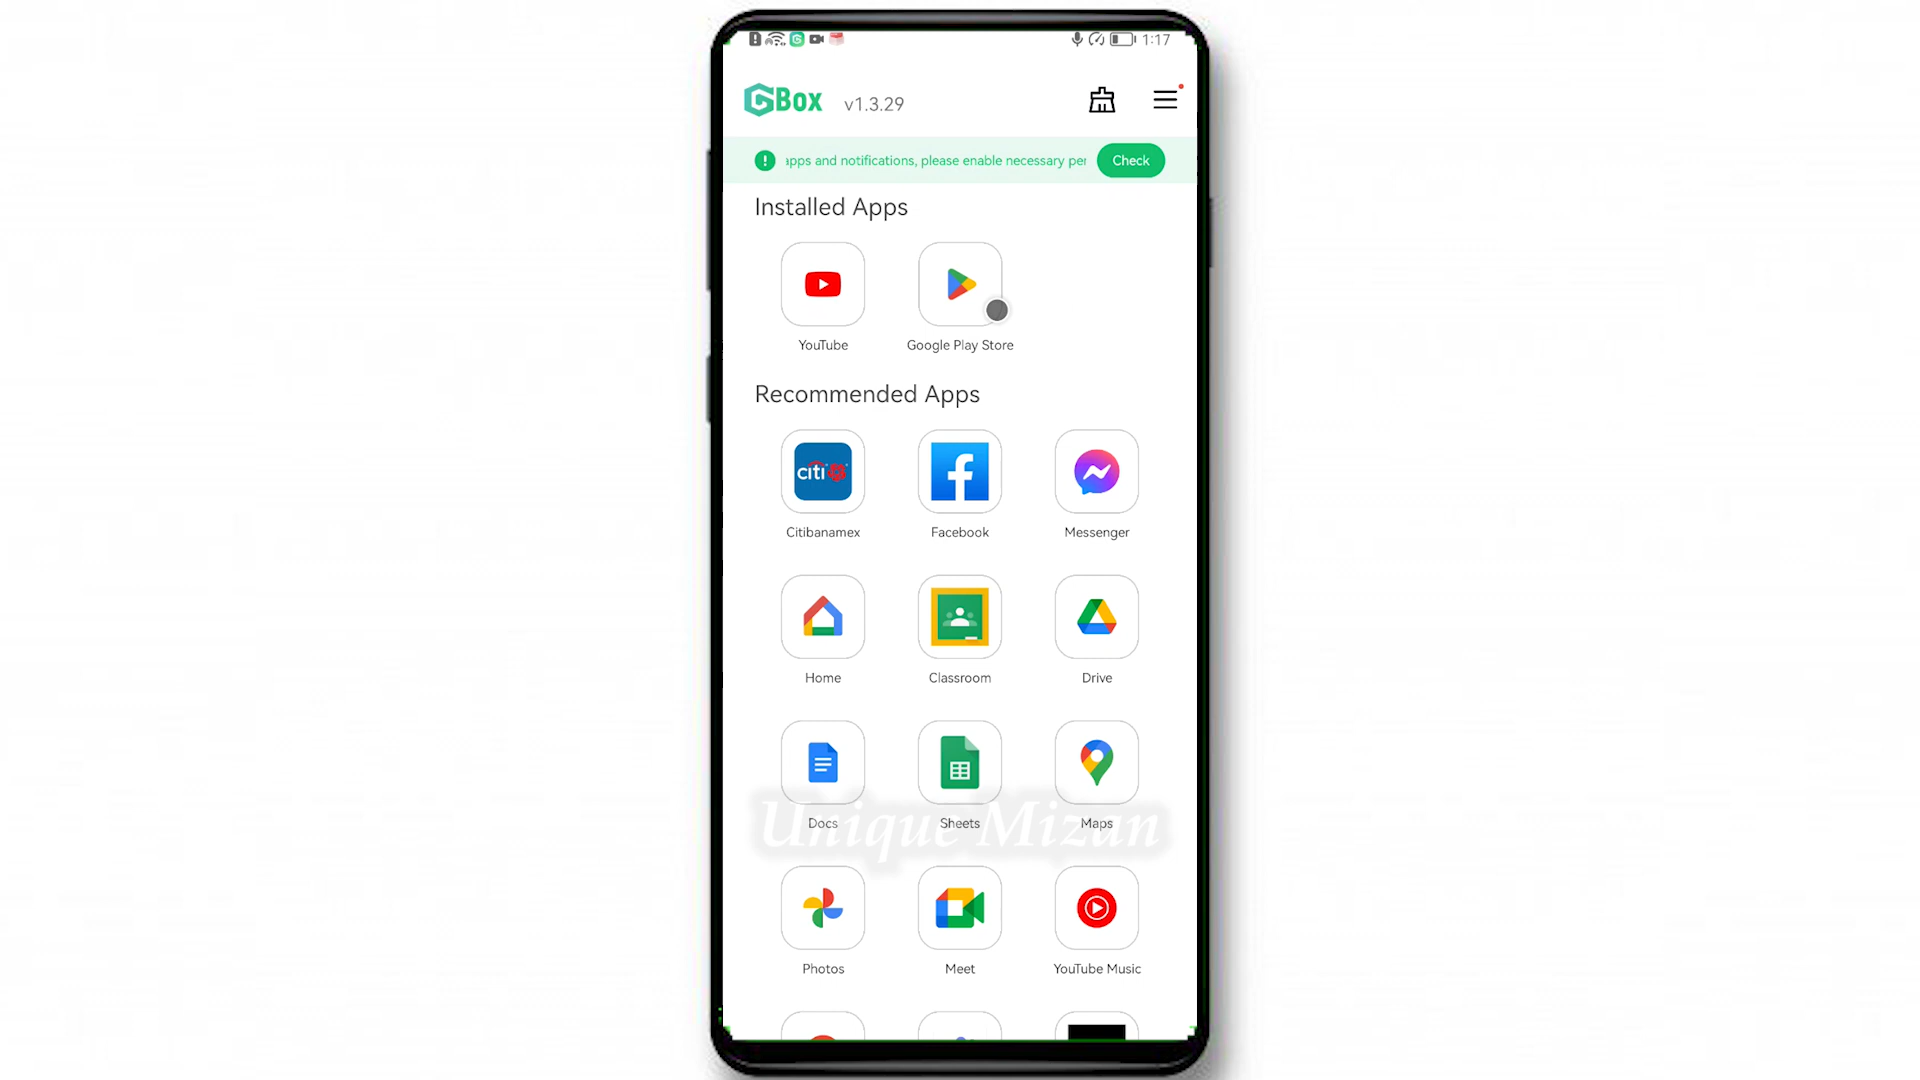 1:17
GBox v1.3.29
apps and notifications, please enable necessary per
Check
Installed Apps
YouTube
Google Play Store
Recommended Apps
citi
Citibanamex
Facebook
Messenger
Home
Classroom
Drive
Docs
Sheets
Maps
Unique Mizan
Photos
Meet
YouTube Music